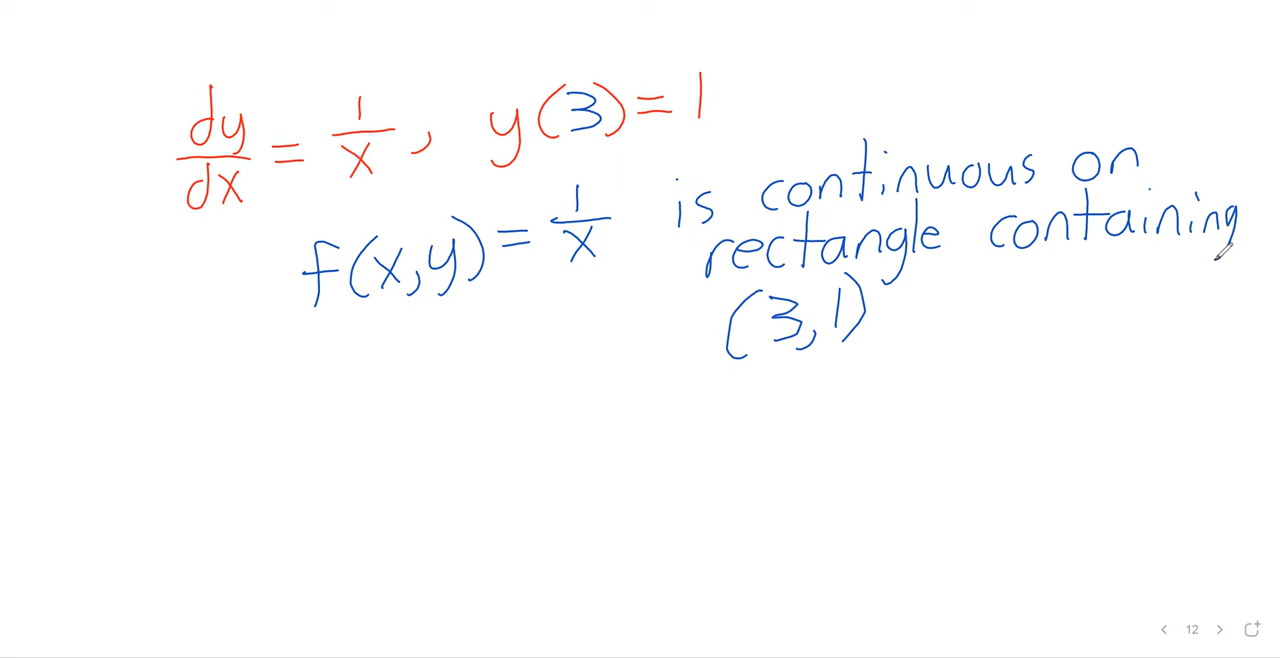 dy/dx = 1/x, y(3) = 1
f(x,y) = 1/x is continuous on
rectangle containing
(3,1)
12